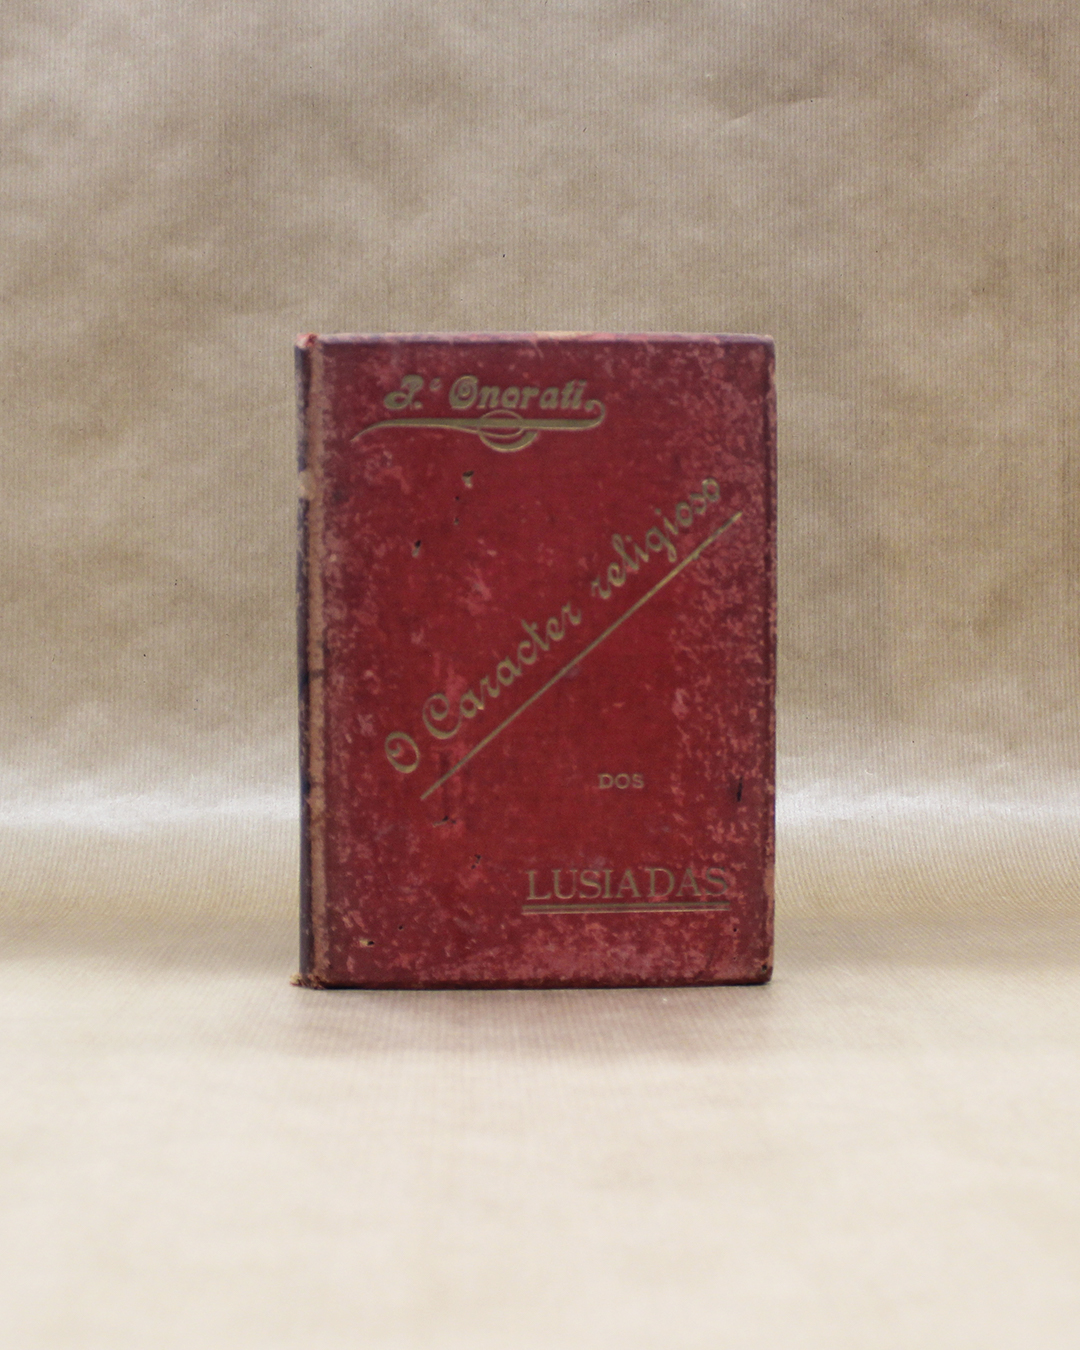 P.e Onorati.
O Caracter religioso
DOS
LUSIADAS